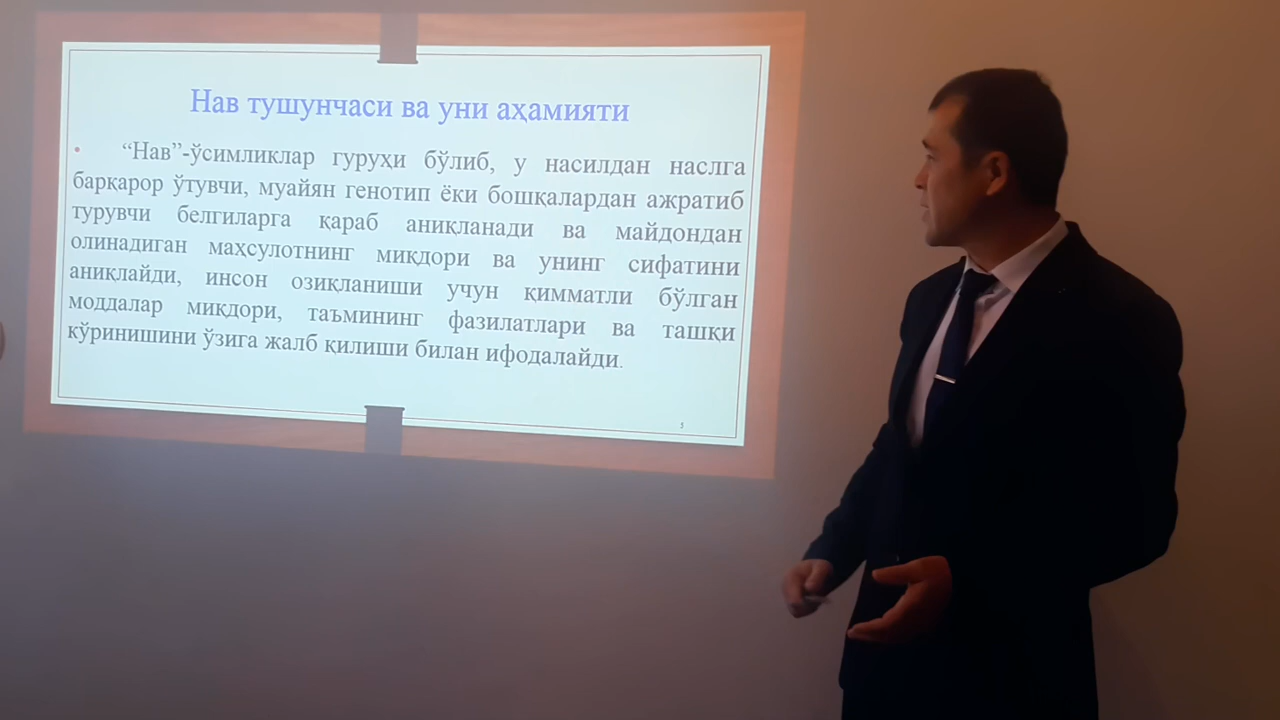 Нав тушунчаси ва уни аҳамияти
• “Нав”-ўсимликлар гуруҳи бўлиб, у насилдан наслга
барқарор ўтувчи, муайян генотип ёки бошқалардан ажратиб
турувчи белгиларга қараб аниқланади ва майдондан
олинадиган маҳсулотнинг миқдори ва унинг сифатини
аниқлайди, инсон озиқланиши учун қимматли бўлган
моддалар миқдори, таъмининг фазилатлари ва ташқи
кўринишини ўзига жалб қилиши билан ифодалайди.